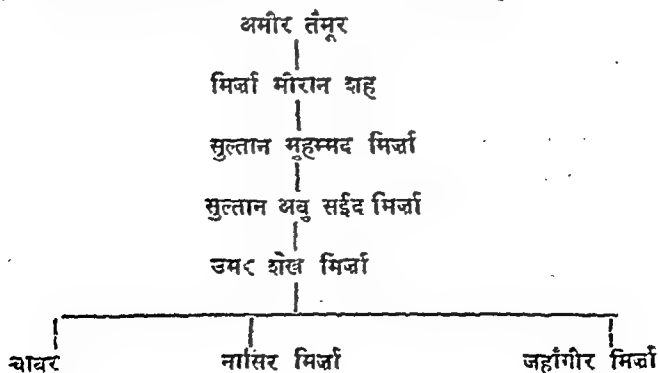 अमीर तैमूर
मिर्ज़ा मीरान शह
सुल्तान मुहम्मद मिर्ज़ा
सुल्तान अबु सईद मिर्ज़ा
उमर शेख मिर्ज़ा
बाबर नासिर मिर्ज़ा जहाँगीर मिर्ज़ा